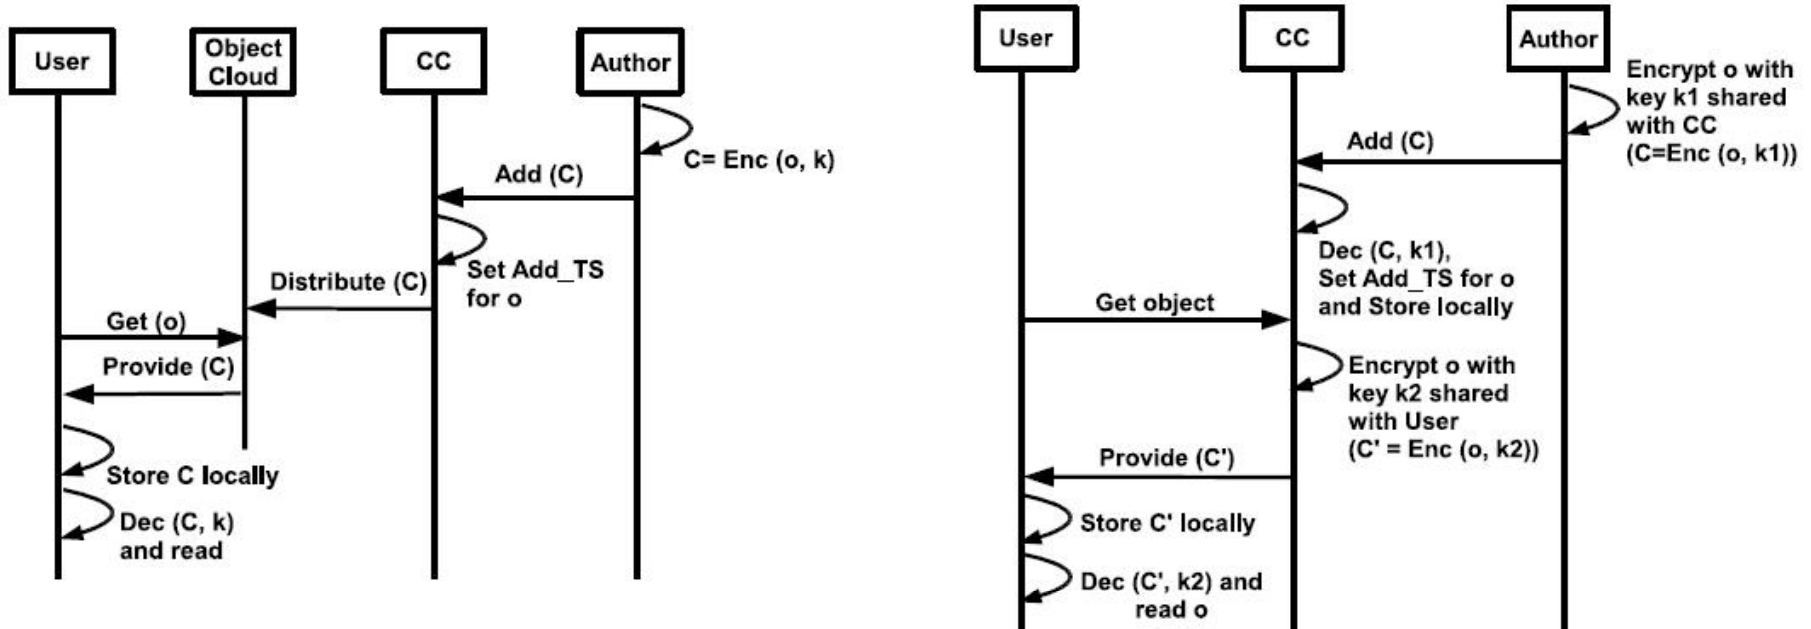 User
Object
Cloud
CC
Author
C= Enc (o, k)
Add (C)
Set Add_TS
for o
Distribute (C)
Get (o)
Provide (C)
Store C locally
Dec (C, k)
and read
User
CC
Author
Encrypt o with
key k1 shared
with CC
(C=Enc (o, k1))
Add (C)
Dec (C, k1),
Set Add_TS for o
and Store locally
Get object
Encrypt o with
key k2 shared
with User
(C' = Enc (o, k2))
Provide (C')
Store C' locally
Dec (C', k2) and
read o